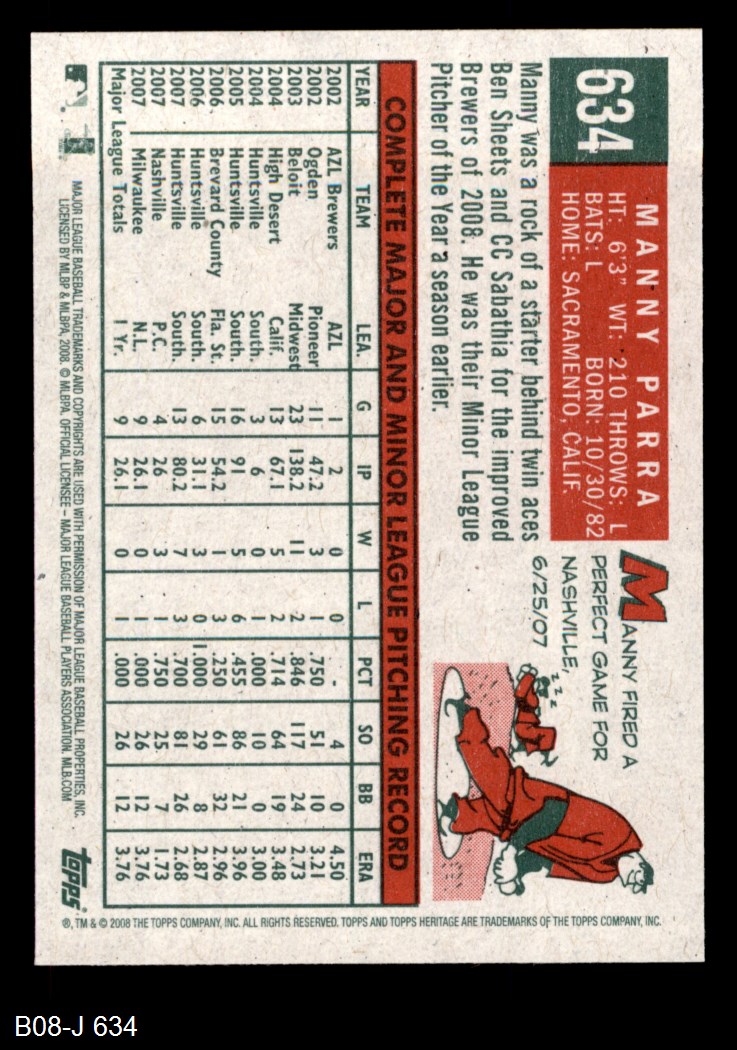 634
MANNY PARRA
HT: 6'3" WT: 210 THROWS: L
BATS: L BORN: 10/30/82
HOME: SACRAMENTO, CALIF.
MANNY FIRED A
PERFECT GAME FOR
NASHVILLE,
6/25/07
zzz
Manny was a rock of a starter behind twin aces
Ben Sheets and CC Sabathia for the improved
Brewers of 2008. He was their Minor League
Pitcher of the Year a season earlier.
COMPLETE MAJOR AND MINOR LEAGUE PITCHING RECORD
YEAR TEAM LEA. G IP W L PCT SO BB ERA
2002 AZL Brewers AZL 1 2 0 0 - 4 0 4.50
2002 Ogden Pioneer 11 47.2 3 1 .750 51 10 3.21
2003 Beloit Midwest 23 138.2 11 2 .846 117 24 2.73
2004 High Desert Calif. 13 67.1 5 2 .714 64 19 3.48
2004 Huntsville South. 3 6 0 1 .000 10 0 3.00
2005 Huntsville South. 16 91 5 6 .455 86 21 3.96
2006 Brevard County Fla. St. 15 54.2 1 3 .250 61 32 2.96
2006 Huntsville South. 6 31.1 3 0 1.000 29 8 2.87
2007 Huntsville South. 13 80.2 7 3 .700 81 26 2.68
2007 Nashville P.C. 4 26 3 1 .750 25 7 1.73
2007 Milwaukee N.L. 9 26.1 0 1 .000 26 12 3.76
Major League Totals 1 Yr. 9 26.1 0 1 .000 26 12 3.76
MAJOR LEAGUE BASEBALL TRADEMARKS AND COPYRIGHTS ARE USED WITH PERMISSION OF MAJOR LEAGUE BASEBALL PROPERTIES, INC.
LICENSED BY MLBP & MLBPA, 2008. © MLBPA. OFFICIAL LICENSEE – MAJOR LEAGUE BASEBALL PLAYERS ASSOCIATION. MLB.COM
topps
®, TM & © 2008 THE TOPPS COMPANY, INC. ALL RIGHTS RESERVED. TOPPS AND TOPPS HERITAGE ARE TRADEMARKS OF THE TOPPS COMPANY, INC.
B08-J 634